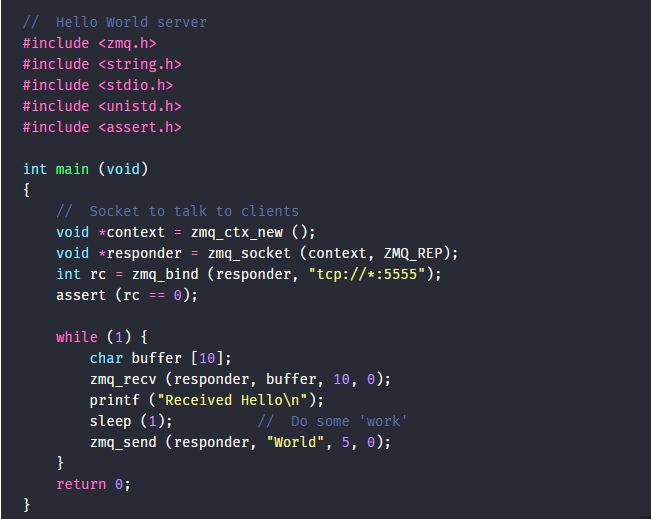 //  Hello World server
#include <zmq.h>
#include <string.h>
#include <stdio.h>
#include <unistd.h>
#include <assert.h>

int main (void)
{
    //  Socket to talk to clients
    void *context = zmq_ctx_new ();
    void *responder = zmq_socket (context, ZMQ_REP);
    int rc = zmq_bind (responder, "tcp://*:5555");
    assert (rc == 0);

    while (1) {
        char buffer [10];
        zmq_recv (responder, buffer, 10, 0);
        printf ("Received Hello\n");
        sleep (1);          //  Do some 'work'
        zmq_send (responder, "World", 5, 0);
    }
    return 0;
}